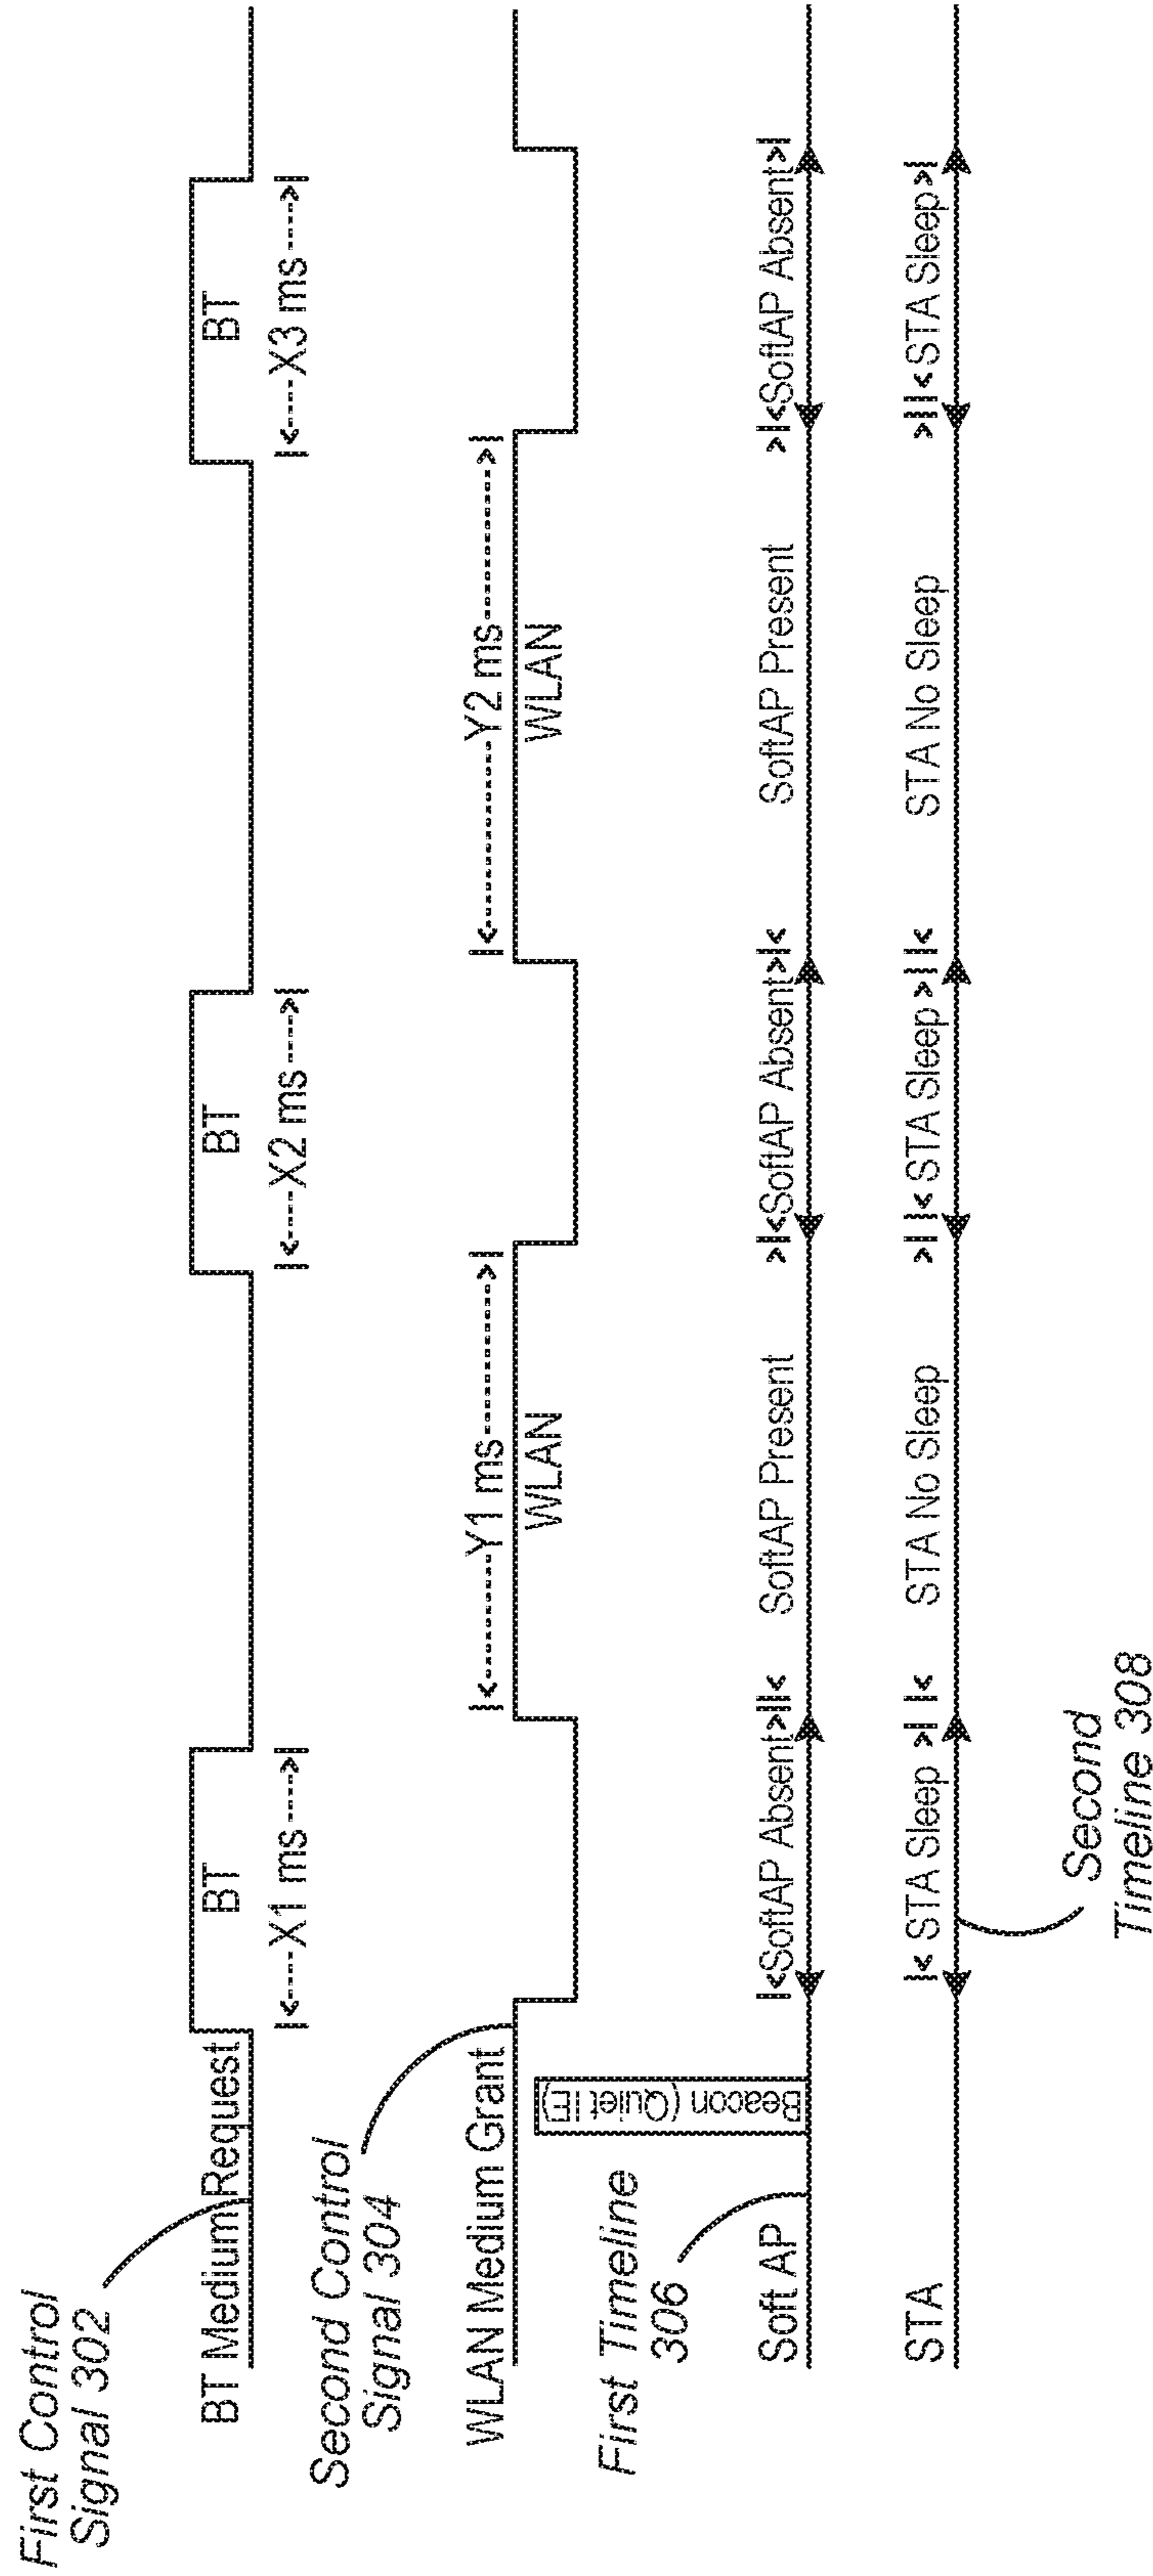 First Control
Signal 302
BT Medium Request
BT
BT
BT
|<----X1 ms---->|
|<----X2 ms---->|
|<----X3 ms---->|
Second Control
Signal 304
WLAN Medium Grant
|<--------Y1 ms-------->|
|<---------Y2 ms--------->|
WLAN
WLAN
First Timeline
306
Beacon (Quiet IE)
Soft AP
|<SoftAP Absent>||< SoftAP Present >|<SoftAP Absent>|< SoftAP Present >|<SoftAP Absent>|
STA
|< STA Sleep >| |< STA No Sleep >| |< STA Sleep >| |< STA No Sleep >||<STA Sleep>|
Second
Timeline 308